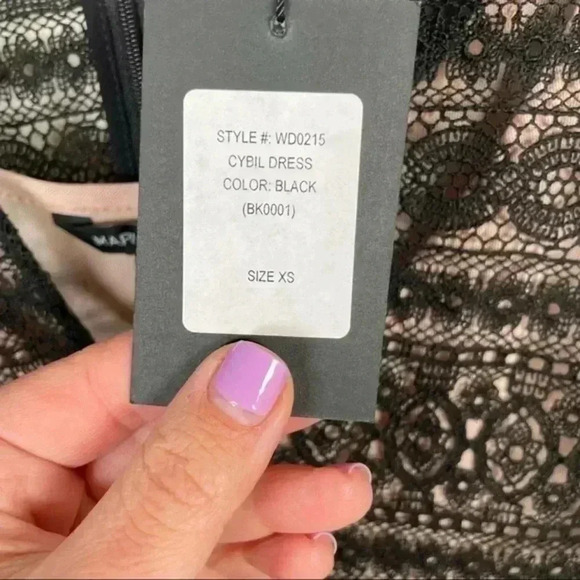 STYLE #: WD0215
CYBIL DRESS
COLOR: BLACK
(BK0001)
SIZE XS